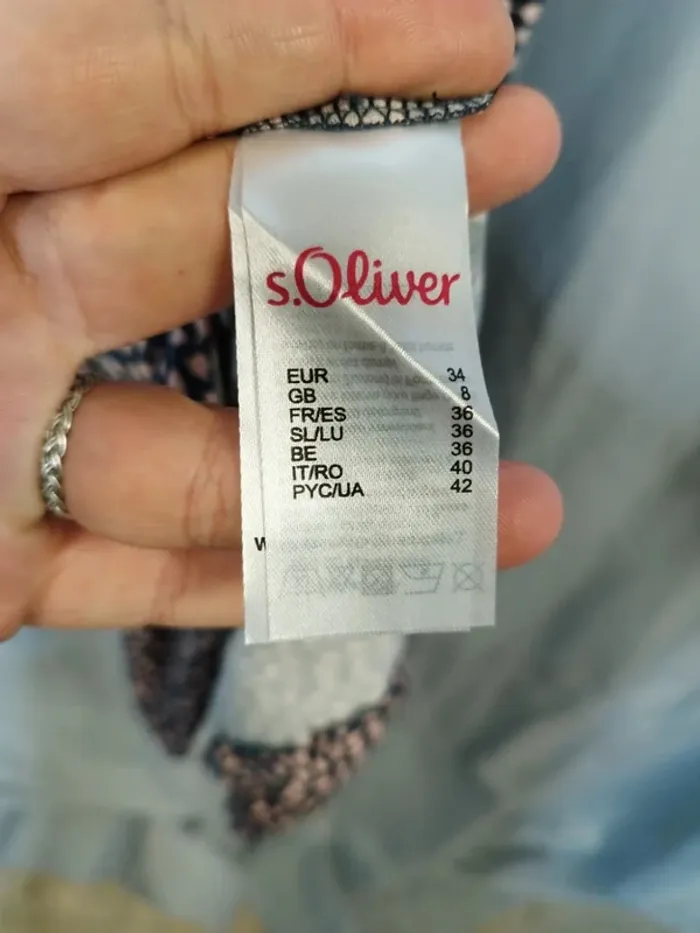 s.Oliver
EUR 34
GB 8
FR/ES 36
SL/LU 36
BE 36
IT/RO 40
PYC/UA 42
W